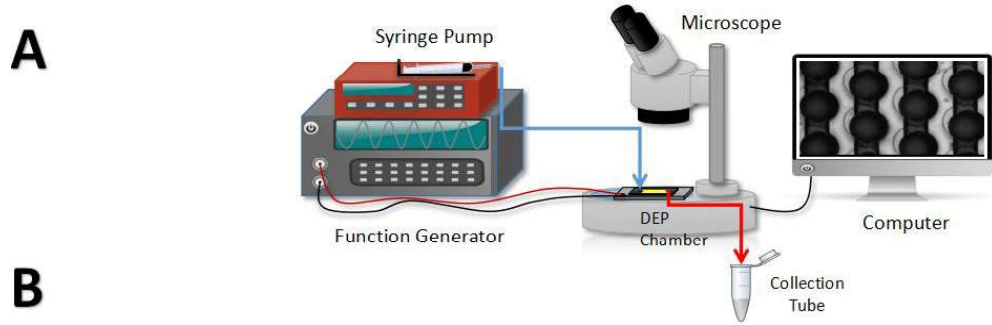 A
Syringe Pump
Microscope
Function Generator
DEP
Chamber
Computer
B
Collection
Tube